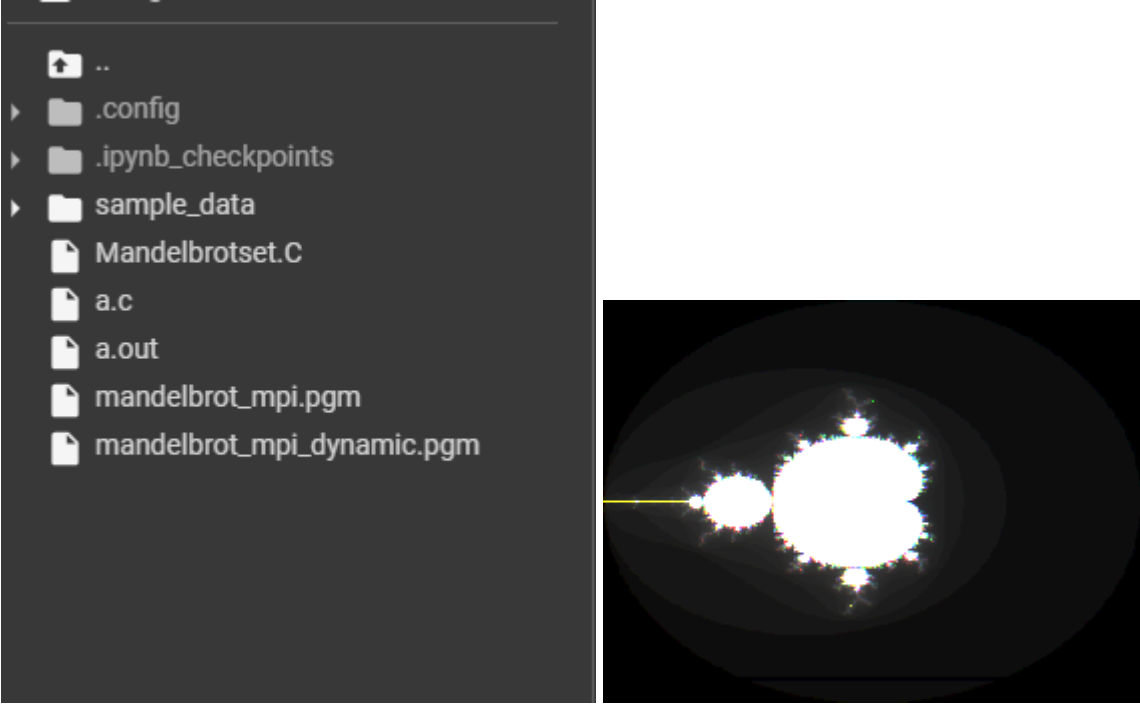 ..
.config
.ipynb_checkpoints
sample_data
Mandelbrotset.C
a.c
a.out
mandelbrot_mpi.pgm
mandelbrot_mpi_dynamic.pgm